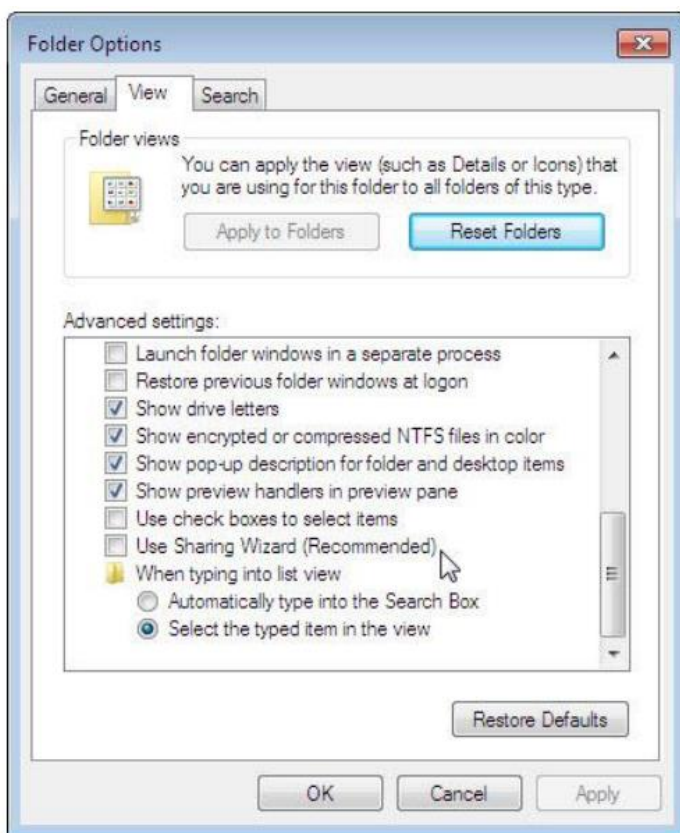 Folder Options
General View Search
Folder views
You can apply the view (such as Details or Icons) that
you are using for this folder to all folders of this type.
Apply to Folders Reset Folders
Advanced settings:
Launch folder windows in a separate process
Restore previous folder windows at logon
Show drive letters
Show encrypted or compressed NTFS files in color
Show pop-up description for folder and desktop items
Show preview handlers in preview pane
Use check boxes to select items
Use Sharing Wizard (Recommended)
When typing into list view
Automatically type into the Search Box
Select the typed item in the view
Restore Defaults
OK Cancel Apply